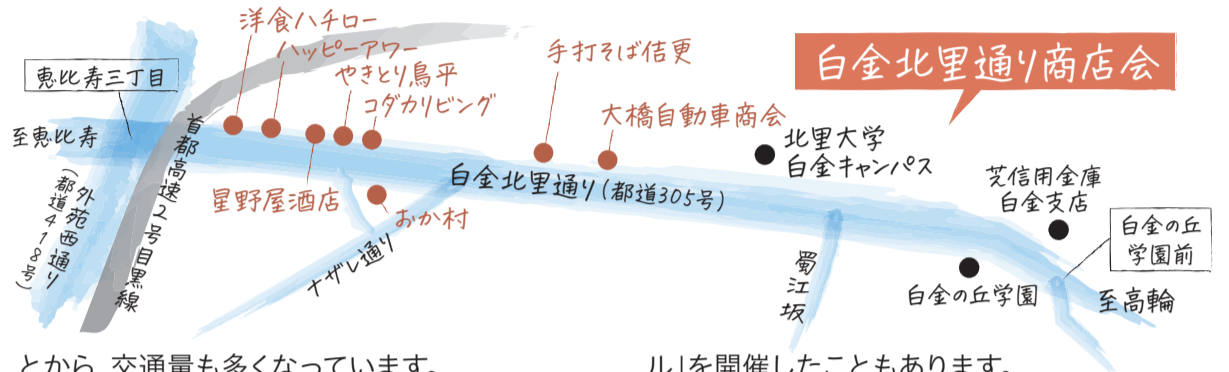 白金北里通り商店会
洋食ハチロー
ハッピーアワー
やきとり鳥平
コダカリビング
手打そば佶更
大橋自動車商会
恵比寿三丁目
至恵比寿
首都高速2号目黒線
外苑西通り
(都道418号)
星野屋酒店
おか村
ナザレ通り
白金北里通り(都道305号)
北里大学
白金キャンパス
芝信用金庫
白金支店
白金の丘
学園前
蜀江坂
白金の丘学園
至高輪
とから、交通量も多くなっています。
ル」を開催したこともあります。